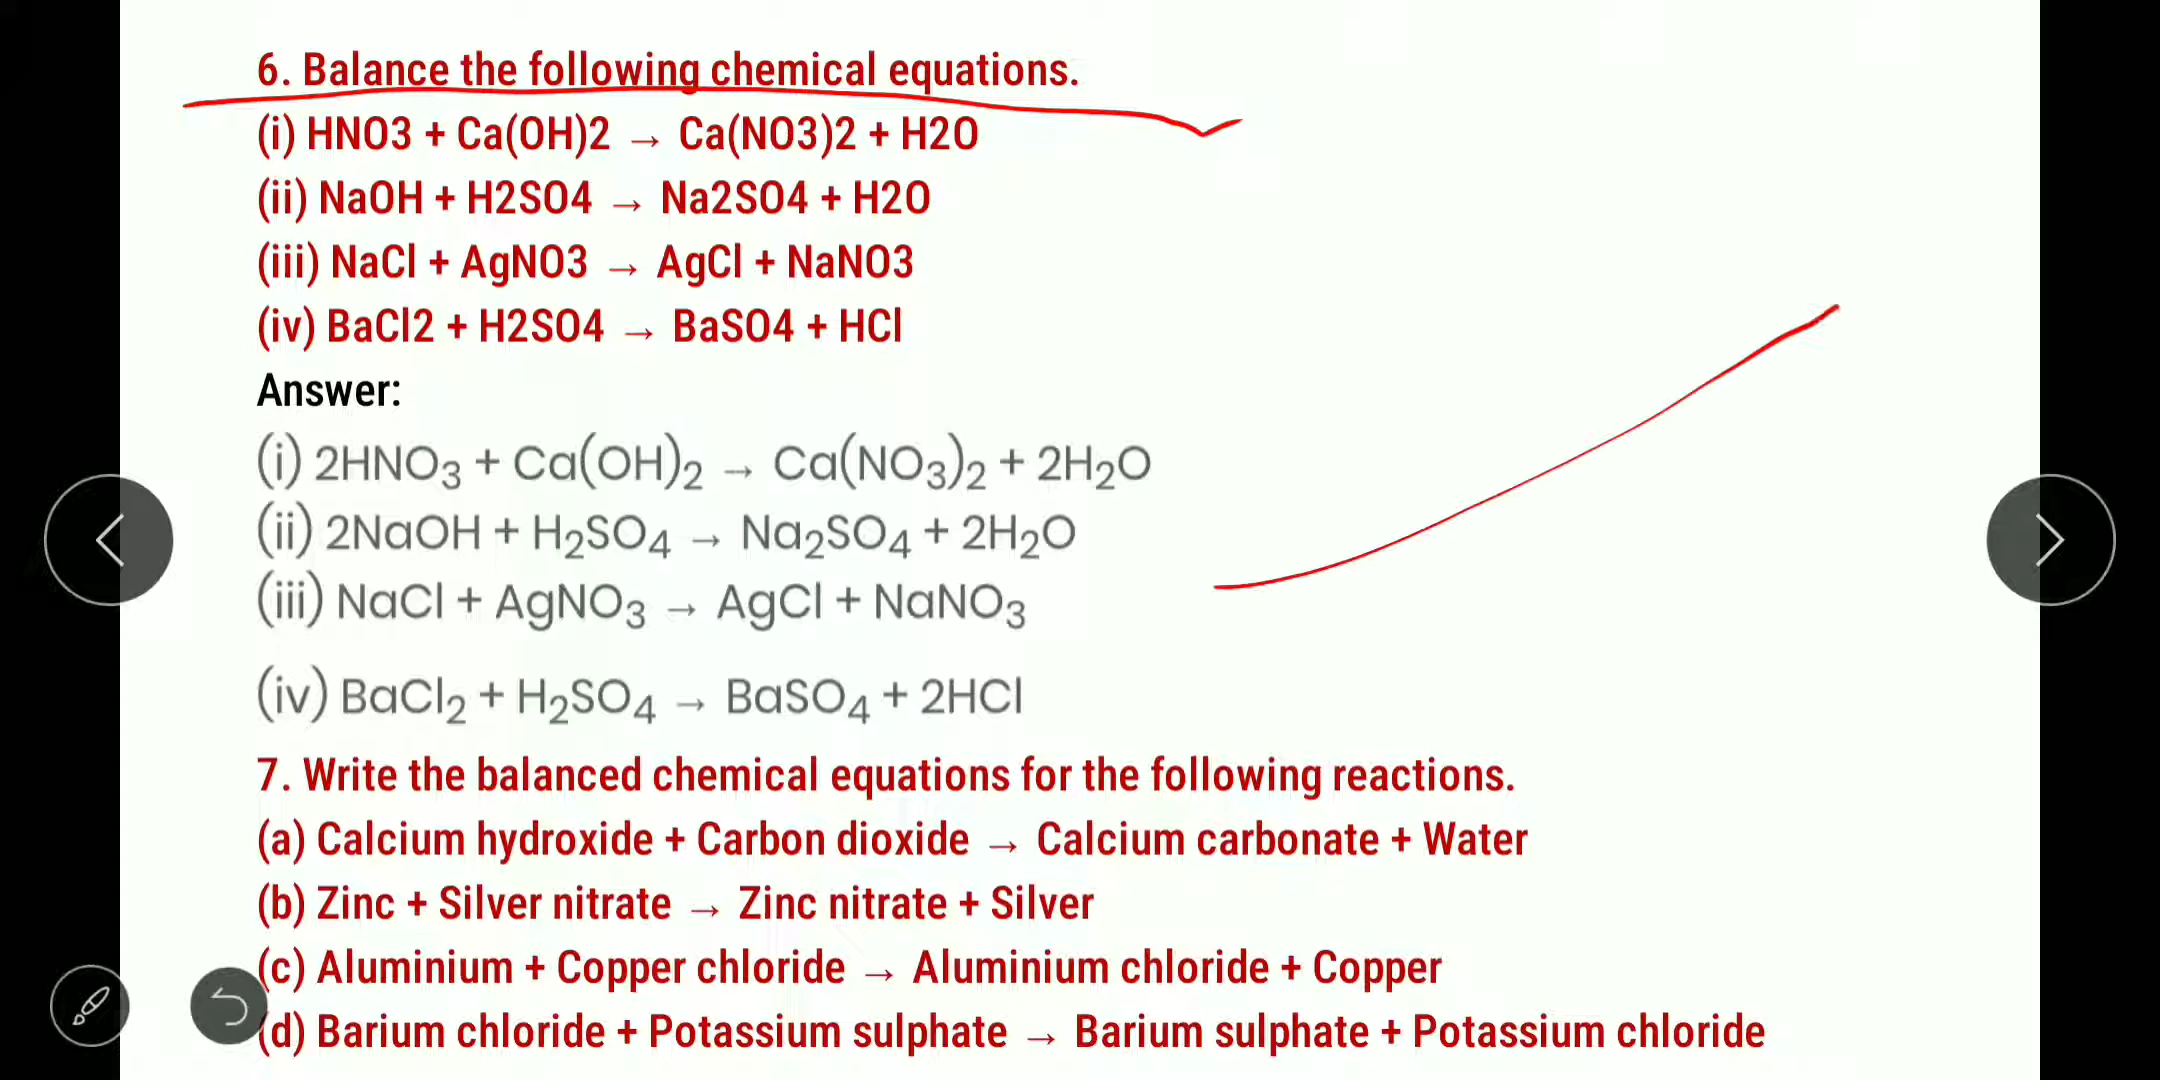 6. Balance the following chemical equations.
(i) HNO3 + Ca(OH)2 → Ca(NO3)2 + H2O
(ii) NaOH + H2SO4 → Na2SO4 + H2O
(iii) NaCl + AgNO3 → AgCl + NaNO3
(iv) BaCl2 + H2SO4 → BaSO4 + HCl
Answer:
(i) 2HNO₃ + Ca(OH)₂ → Ca(NO₃)₂ + 2H₂O
(ii) 2NaOH + H₂SO₄ → Na₂SO₄ + 2H₂O
(iii) NaCl + AgNO₃ → AgCl + NaNO₃
(iv) BaCl₂ + H₂SO₄ → BaSO₄ + 2HCl
7. Write the balanced chemical equations for the following reactions.
(a) Calcium hydroxide + Carbon dioxide → Calcium carbonate + Water
(b) Zinc + Silver nitrate → Zinc nitrate + Silver
(c) Aluminium + Copper chloride → Aluminium chloride + Copper
(d) Barium chloride + Potassium sulphate → Barium sulphate + Potassium chloride